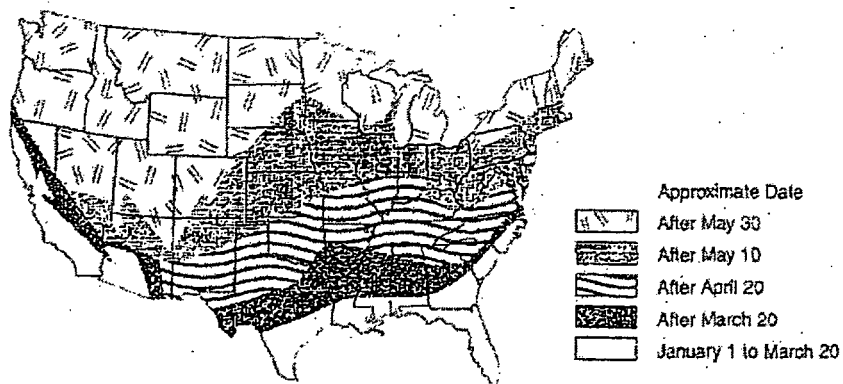 Approximate Date
After May 30
After May 10
After April 20
After March 20
January 1 to March 20